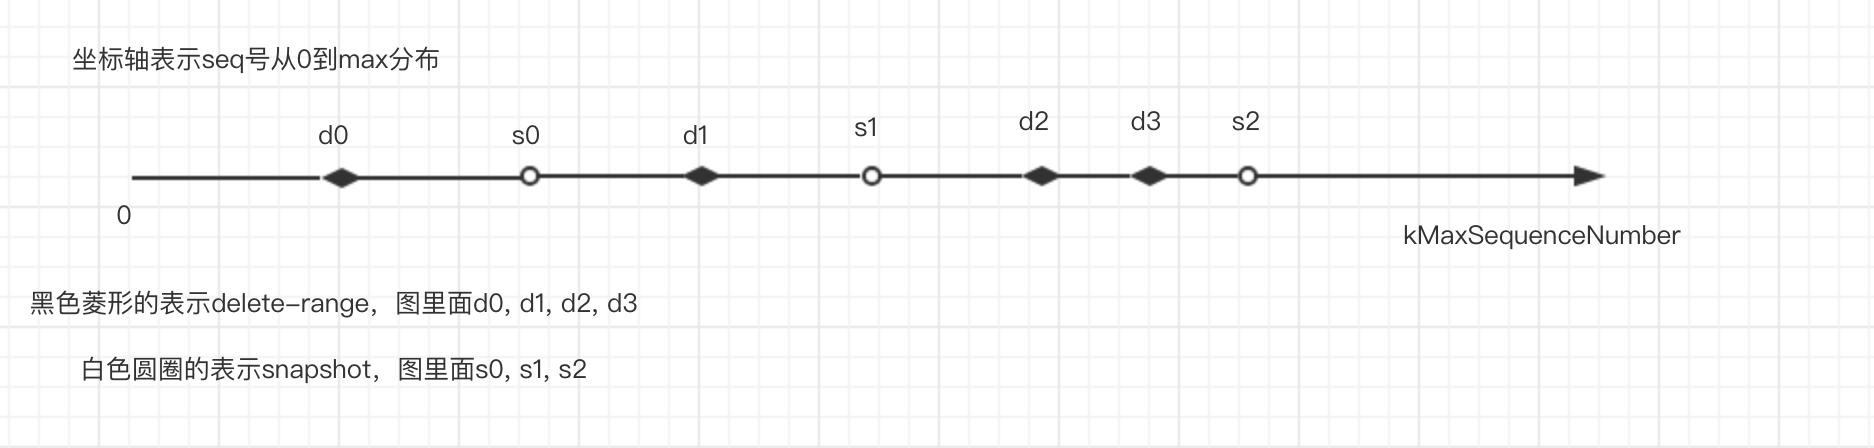 坐标轴表示seq号从0到max分布
d0
s0
d1
s1
d2
d3
s2
0
kMaxSequenceNumber
黑色菱形的表示delete-range，图里面d0, d1, d2, d3
白色圆圈的表示snapshot，图里面s0, s1, s2